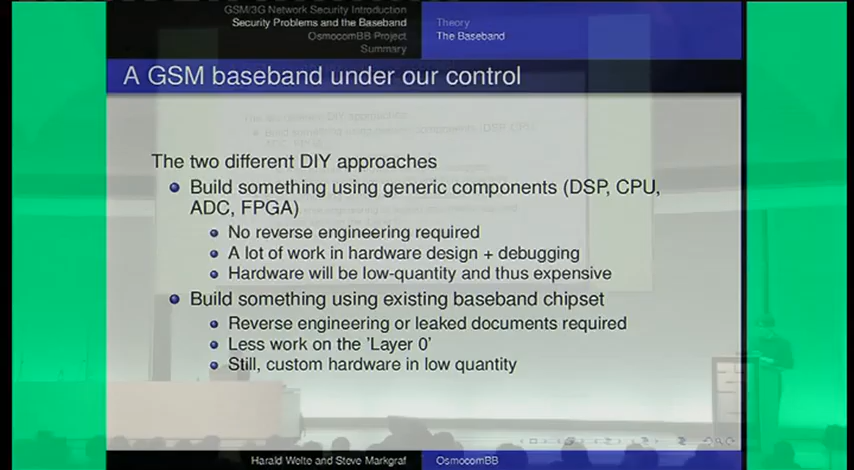 GSM/3G Network Security Introduction
Security Problems and the Baseband
OsmocomBB Project
Summary
Theory
The Baseband
A GSM baseband under our control
The two different DIY approaches
Build something using generic components (DSP, CPU,
ADC, FPGA)
No reverse engineering required
A lot of work in hardware design + debugging
Hardware will be low-quantity and thus expensive
Build something using existing baseband chipset
Reverse engineering or leaked documents required
Less work on the 'Layer 0'
Still, custom hardware in low quantity
Harald Welte and Steve Markgraf
OsmocomBB